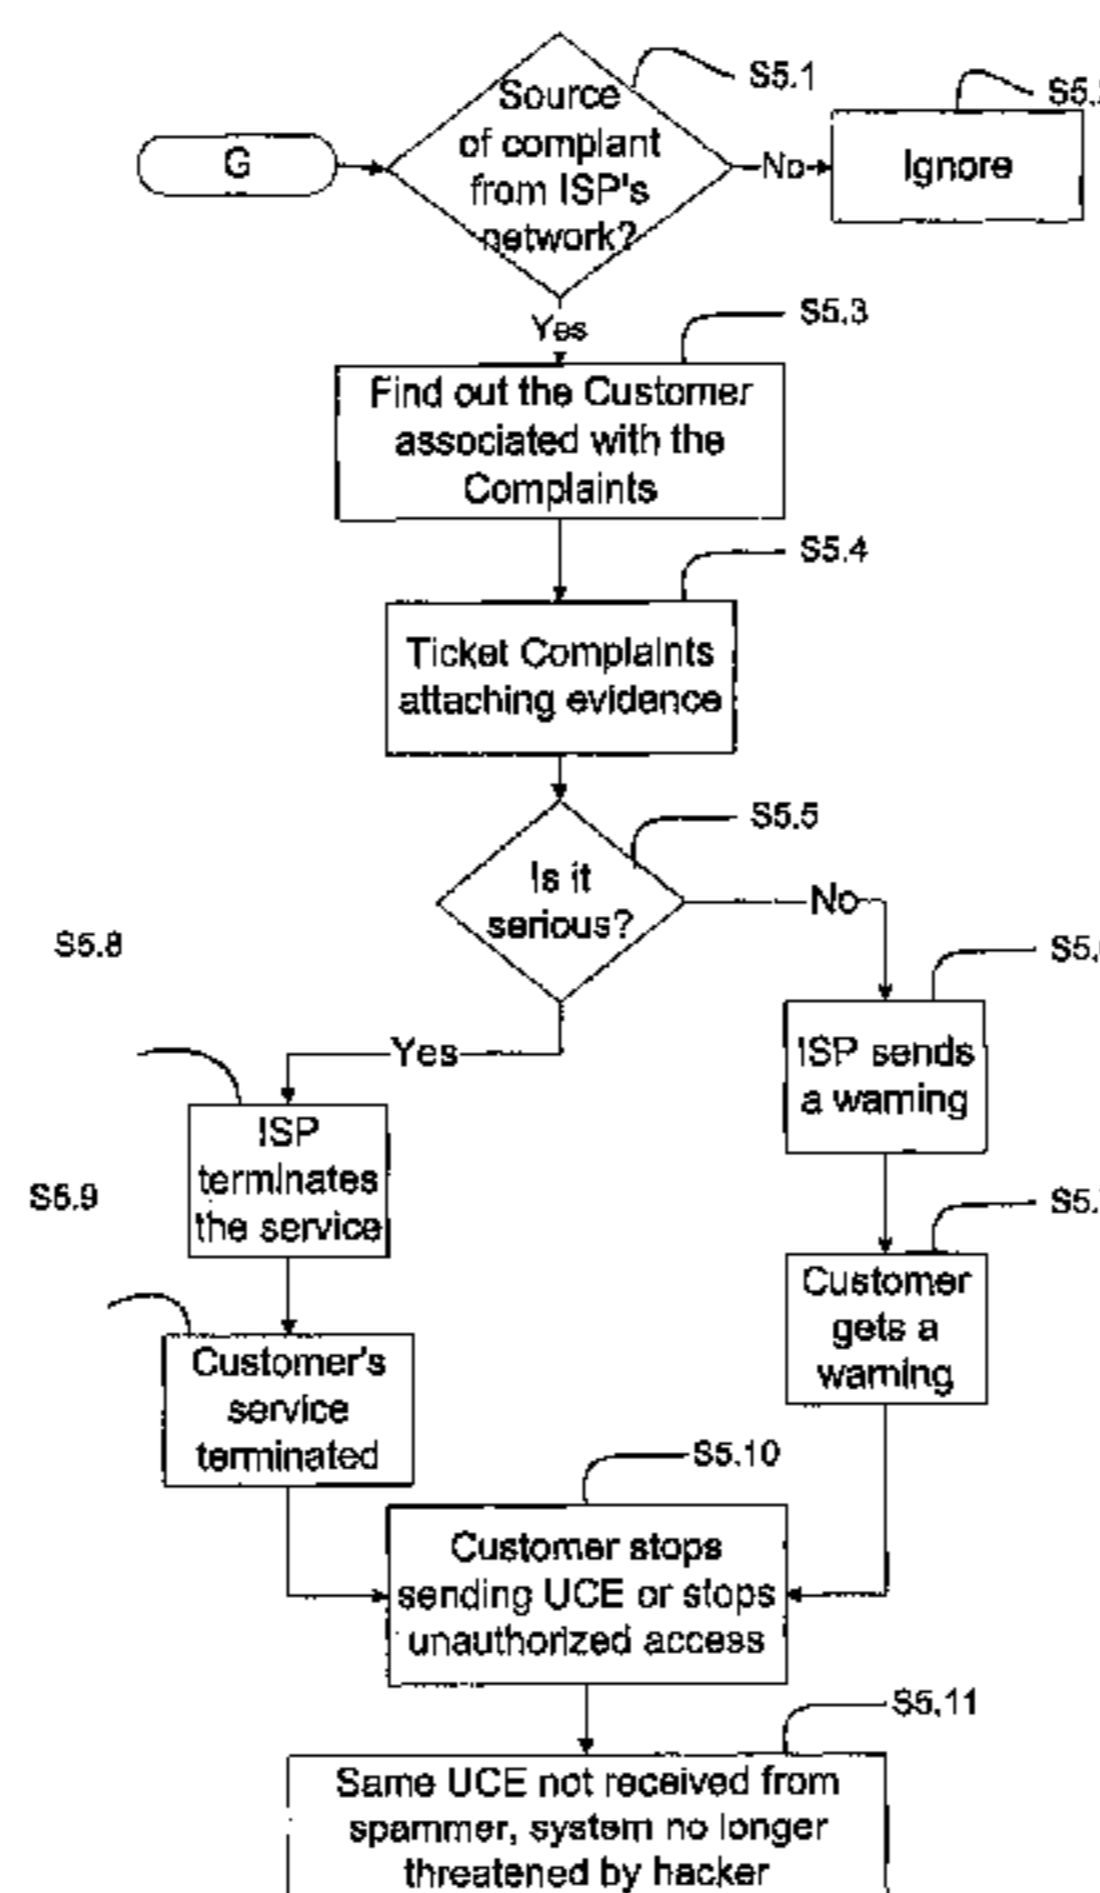 S5.1
Source
of complant
from ISP's
network?
G
No
Ignore
Yes
S5.3
Find out the Customer
associated with the
Complaints
S5.4
Ticket Complaints
attaching evidence
S5.5
Is it
serious?
No
S5.8
Yes
ISP sends
a warning
ISP
terminates
the service
S5.9
Customer
gets a
warning
Customer's
service
terminated
S5.10
Customer stops
sending UCE or stops
unauthorized access
S5.11
Same UCE not received from
spammer, system no longer
threatened by hacker